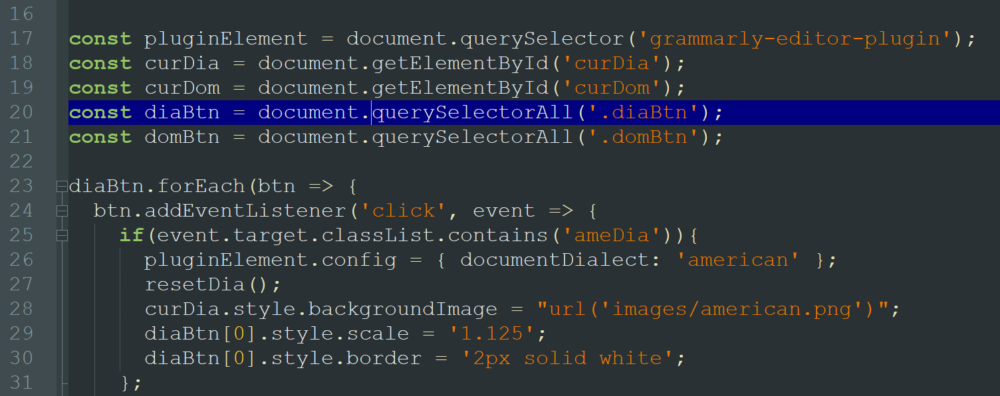 16
17 const pluginElement = document.querySelector('grammarly-editor-plugin');
18 const curDia = document.getElementById('curDia');
19 const curDom = document.getElementById('curDom');
20 const diaBtn = document.querySelectorAll('.diaBtn');
21 const domBtn = document.querySelectorAll('.domBtn');
22
23 diaBtn.forEach(btn => {
24   btn.addEventListener('click', event => {
25     if(event.target.classList.contains('ameDia')){
26       pluginElement.config = { documentDialect: 'american' };
27       resetDia();
28       curDia.style.backgroundImage = "url('images/american.png')";
29       diaBtn[0].style.scale = '1.125';
30       diaBtn[0].style.border = '2px solid white';
31     };